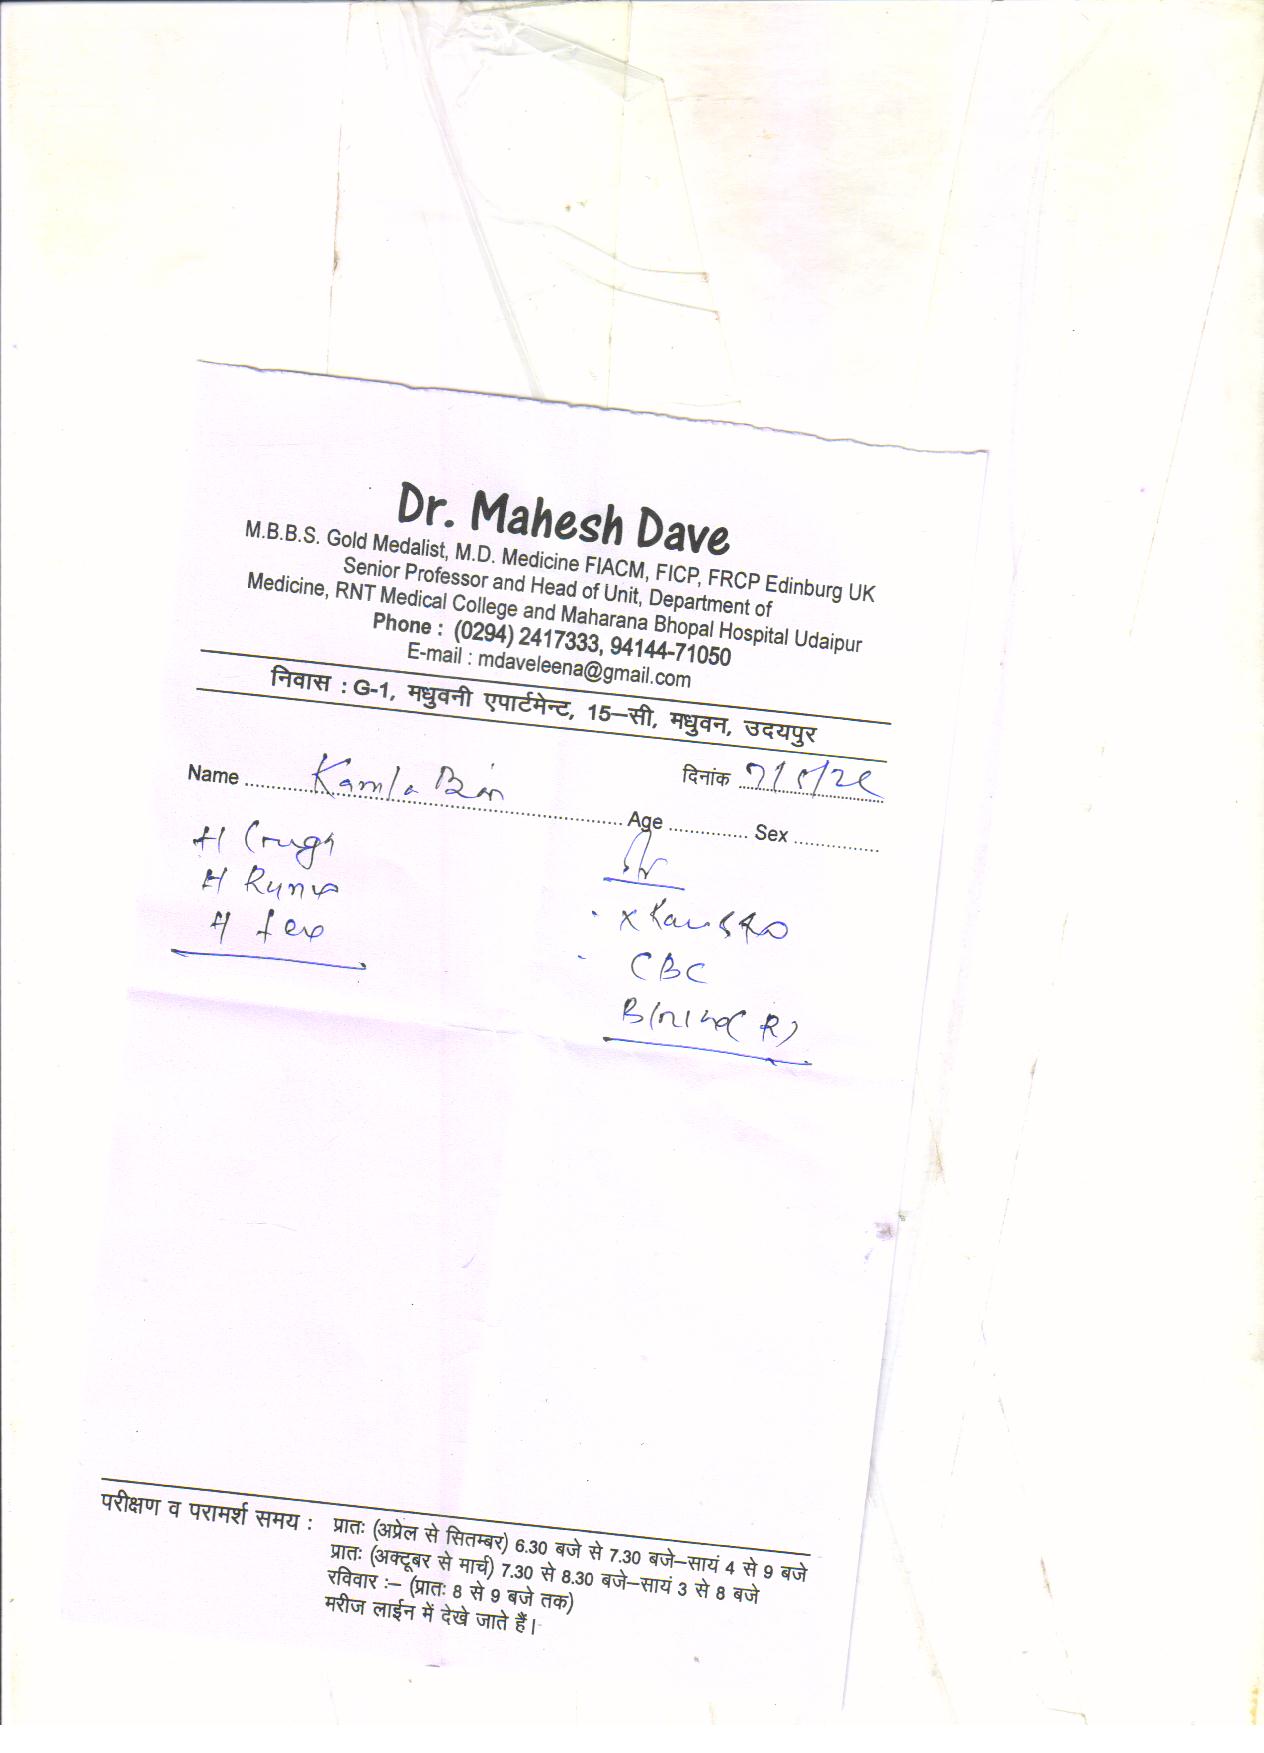 Dr. Mahesh Dave
M.B.B.S. Gold Medalist, M.D. Medicine FIACM, FICP, FRCP Edinburg UK
Senior Professor and Head of Unit, Department of
Medicine, RNT Medical College and Maharana Bhopal Hospital Udaipur
Phone : (0294) 2417333, 94144-71050
E-mail : mdaveleena@gmail.com
निवास : G-1, मधुवनी एपार्टमेन्ट, 15–सी, मधुवन, उदयपुर
दिनांक
Name Kamla
Age Sex
H Cough
H
H
CBC
(R)
परीक्षण व परामर्श समय : प्रातः (अप्रेल से सितम्बर) 6.30 बजे से 7.30 बजे–सायं 4 से 9 बजे
प्रातः (अक्टूबर से मार्च) 7.30 से 8.30 बजे–सायं 3 से 8 बजे
रविवार :– (प्रातः 8 से 9 बजे तक)
मरीज लाईन में देखे जाते हैं।